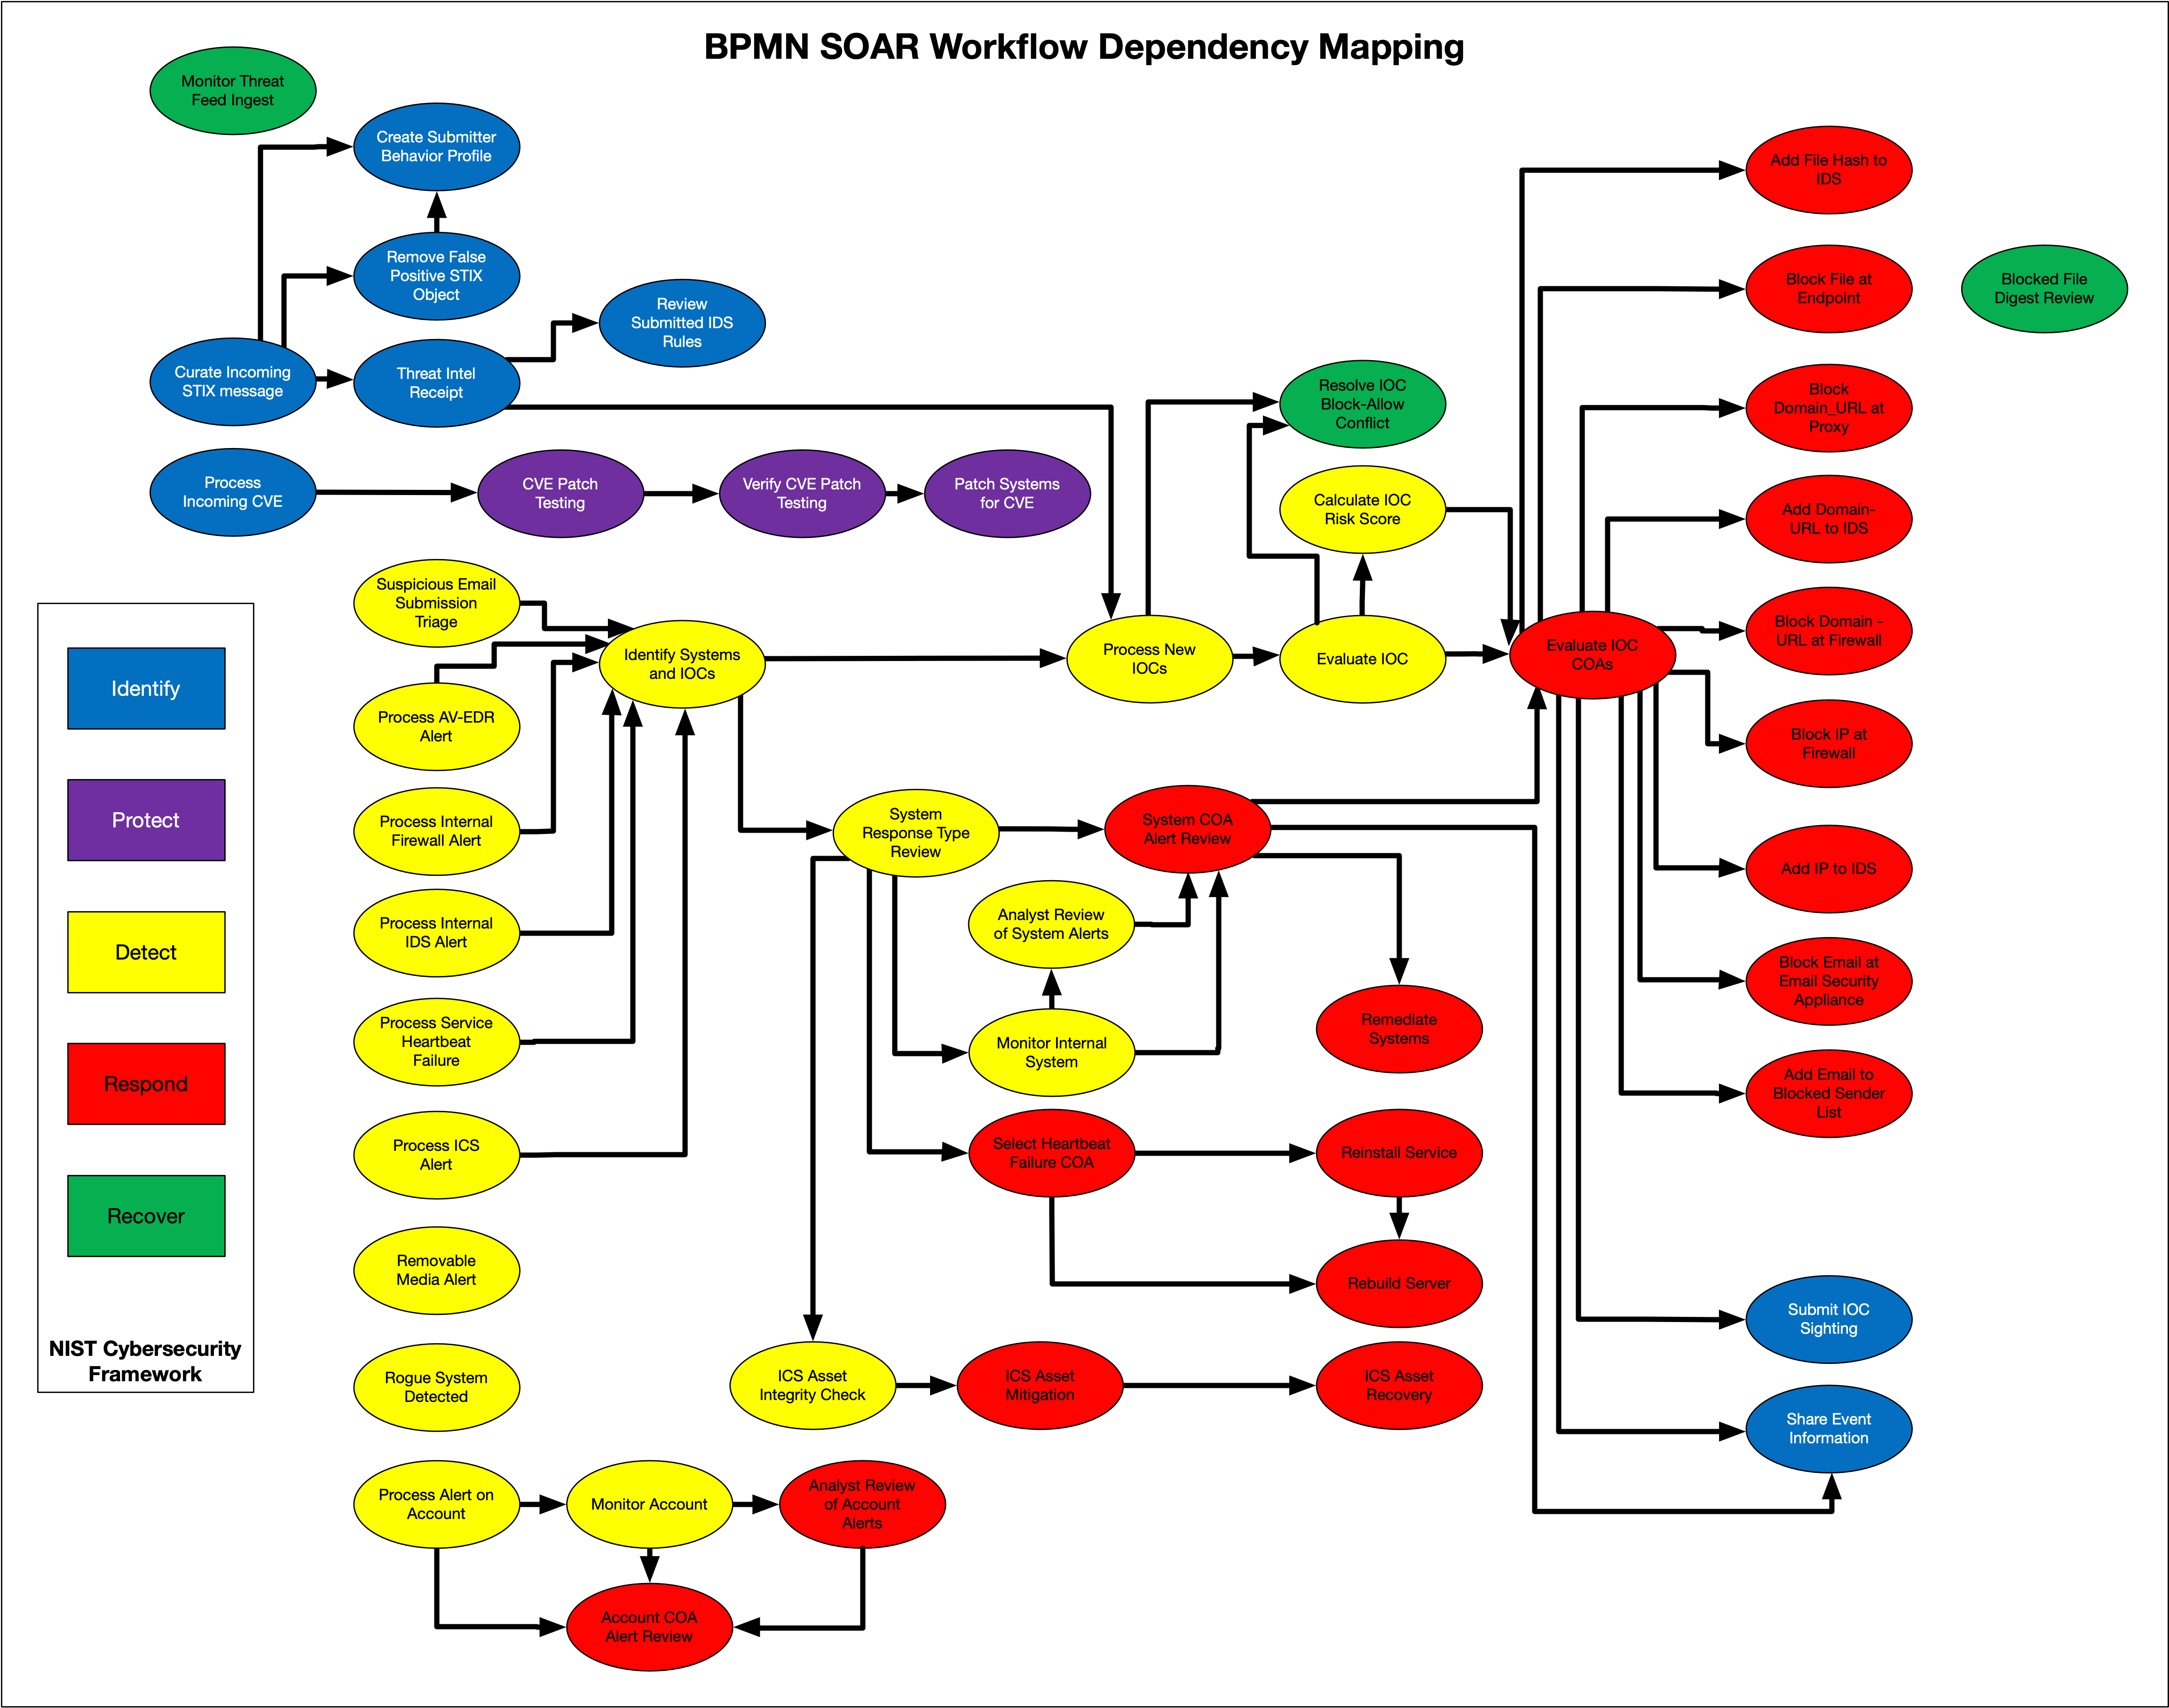 BPMN SOAR Workflow Dependency Mapping
Monitor Threat
Feed Ingest
Create Submitter
Behavior Profile
Remove False
Positive STIX
Object
Review
Submitted IDS
Rules
Curate Incoming
STIX message
Threat Intel
Receipt
Process
Incoming CVE
CVE Patch
Testing
Verify CVE Patch
Testing
Patch Systems
for CVE
Resolve IOC
Block-Allow
Conflict
Calculate IOC
Risk Score
Suspicious Email
Submission
Triage
Identify Systems
and IOCs
Process New
IOCs
Evaluate IOC
Evaluate IOC
COAs
Process AV-EDR
Alert
Process Internal
Firewall Alert
Process Internal
IDS Alert
Process Service
Heartbeat
Failure
Process ICS
Alert
Removable
Media Alert
Rogue System
Detected
System
Response Type
Review
System COA
Alert Review
Analyst Review
of System Alerts
Monitor Internal
System
Remediate
Systems
Select Heartbeat
Failure COA
Reinstall Service
Rebuild Server
ICS Asset
Integrity Check
ICS Asset
Mitigation
ICS Asset
Recovery
Process Alert on
Account
Monitor Account
Analyst Review
of Account
Alerts
Account COA
Alert Review
Add File Hash to
IDS
Block File at
Endpoint
Blocked File
Digest Review
Block
Domain_URL at
Proxy
Add Domain-
URL to IDS
Block Domain -
URL at Firewall
Block IP at
Firewall
Add IP to IDS
Block Email at
Email Security
Appliance
Add Email to
Blocked Sender
List
Submit IOC
Sighting
Share Event
Information
Identify
Protect
Detect
Respond
Recover
NIST Cybersecurity
Framework